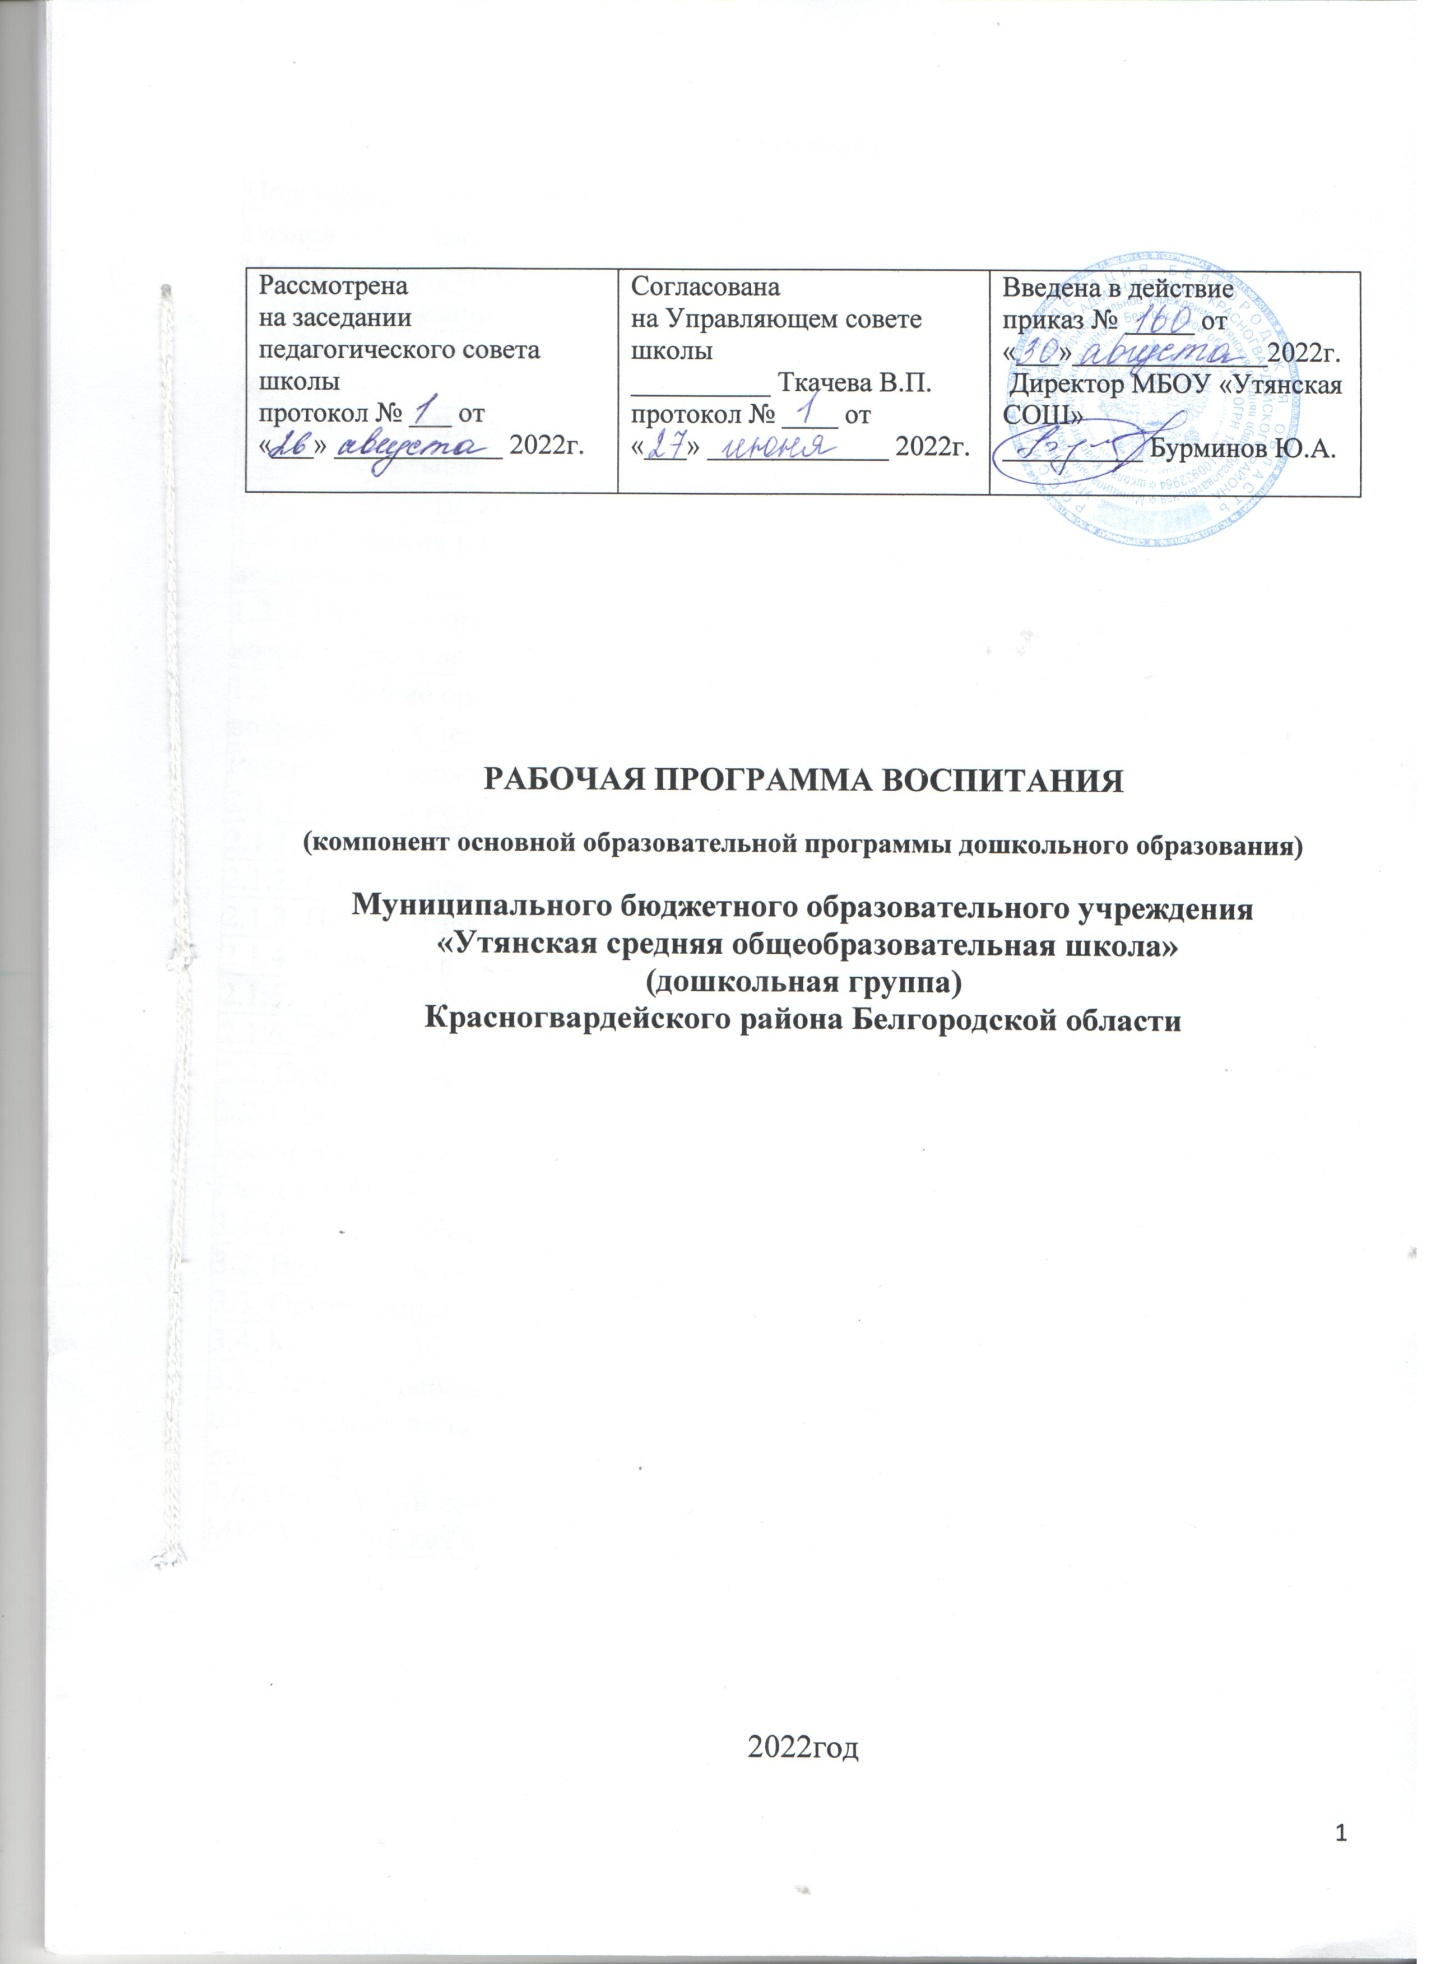 Рассмотрена
на заседании
педагогического совета
школы
протокол № 1 от
«26» августа 2022г.
Согласована
на Управляющем совете
школы
__________ Ткачева В.П.
протокол № 1 от
«27» июня 2022г.
Введена в действие
приказ № 160 от
«30» августа 2022г.
Директор МБОУ «Утянская
СОШ»
__________ Бурминов Ю.А.
РАБОЧАЯ ПРОГРАММА ВОСПИТАНИЯ
(компонент основной образовательной программы дошкольного образования)
Муниципального бюджетного образовательного учреждения
«Утянская средняя общеобразовательная школа»
(дошкольная группа)
Красногвардейского района Белгородской области
2022год
1